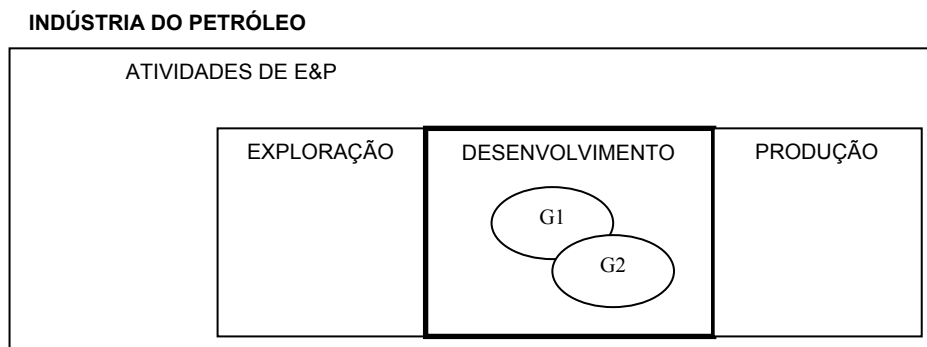 INDÚSTRIA DO PETRÓLEO
ATIVIDADES DE E&P
EXPLORAÇÃO DESENVOLVIMENTO PRODUÇÃO
G1
G2